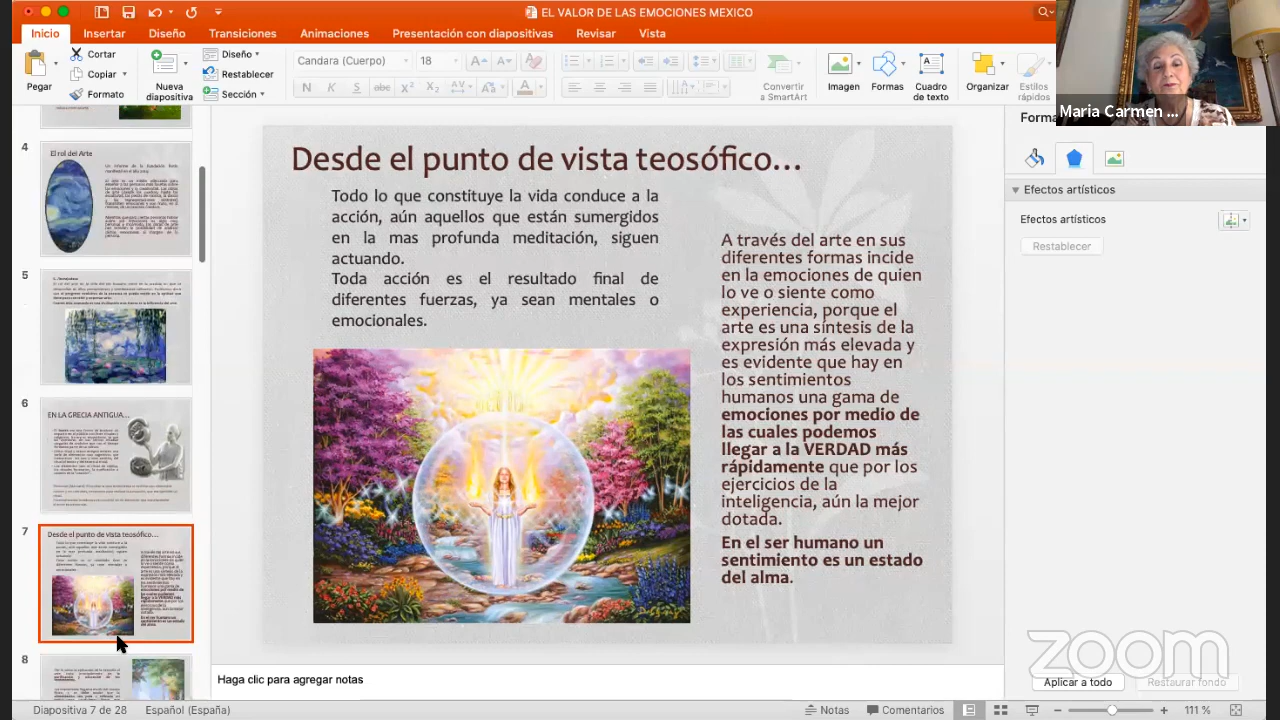 EL VALOR DE LAS EMOCIONES MEXICO
Inicio Insertar Diseño Transiciones Animaciones Presentación con diapositivas Revisar Vista
Pegar
Cortar
Copiar
Formato
Nueva
diapositiva
Diseño
Restablecer
Sección
Candára (Cuerpo) 18
N K S abc X² X₂
Convertir
a SmartArt
Imagen
Formas
Cuadro
de texto
Organizar
Estilos
rápidos
Maria Carmen ...
4
El rol del Arte
5
6
EN LA GRECIA ANTIGUA...
7
Desde el punto de vista teosófico...
8
Desde el punto de vista teosófico...
Todo lo que constituye la vida conduce a la
acción, aún aquellos que están sumergidos
en la mas profunda meditación, siguen
actuando.
Toda acción es el resultado final de
diferentes fuerzas, ya sean mentales o
emocionales.
A través del arte en sus
diferentes formas incide
en la emociones de quien
lo ve o siente como
experiencia, porque el
arte es una síntesis de la
expresión más elevada y
es evidente que hay en
los sentimientos
humanos una gama de
emociones por medio de
las cuales podemos
llegar a la VERDAD más
rápidamente que por los
ejercicios de la
inteligencia, aún la mejor
dotada.
En el ser humano un
sentimiento es un estado
del alma.
Forma
Efectos artísticos
Efectos artísticos
Restablecer
zoom
Aplicar a todo
Restaurar fondo
Haga clic para agregar notas
Diapositiva 7 de 28 Español (España) Notas Comentarios 111 %